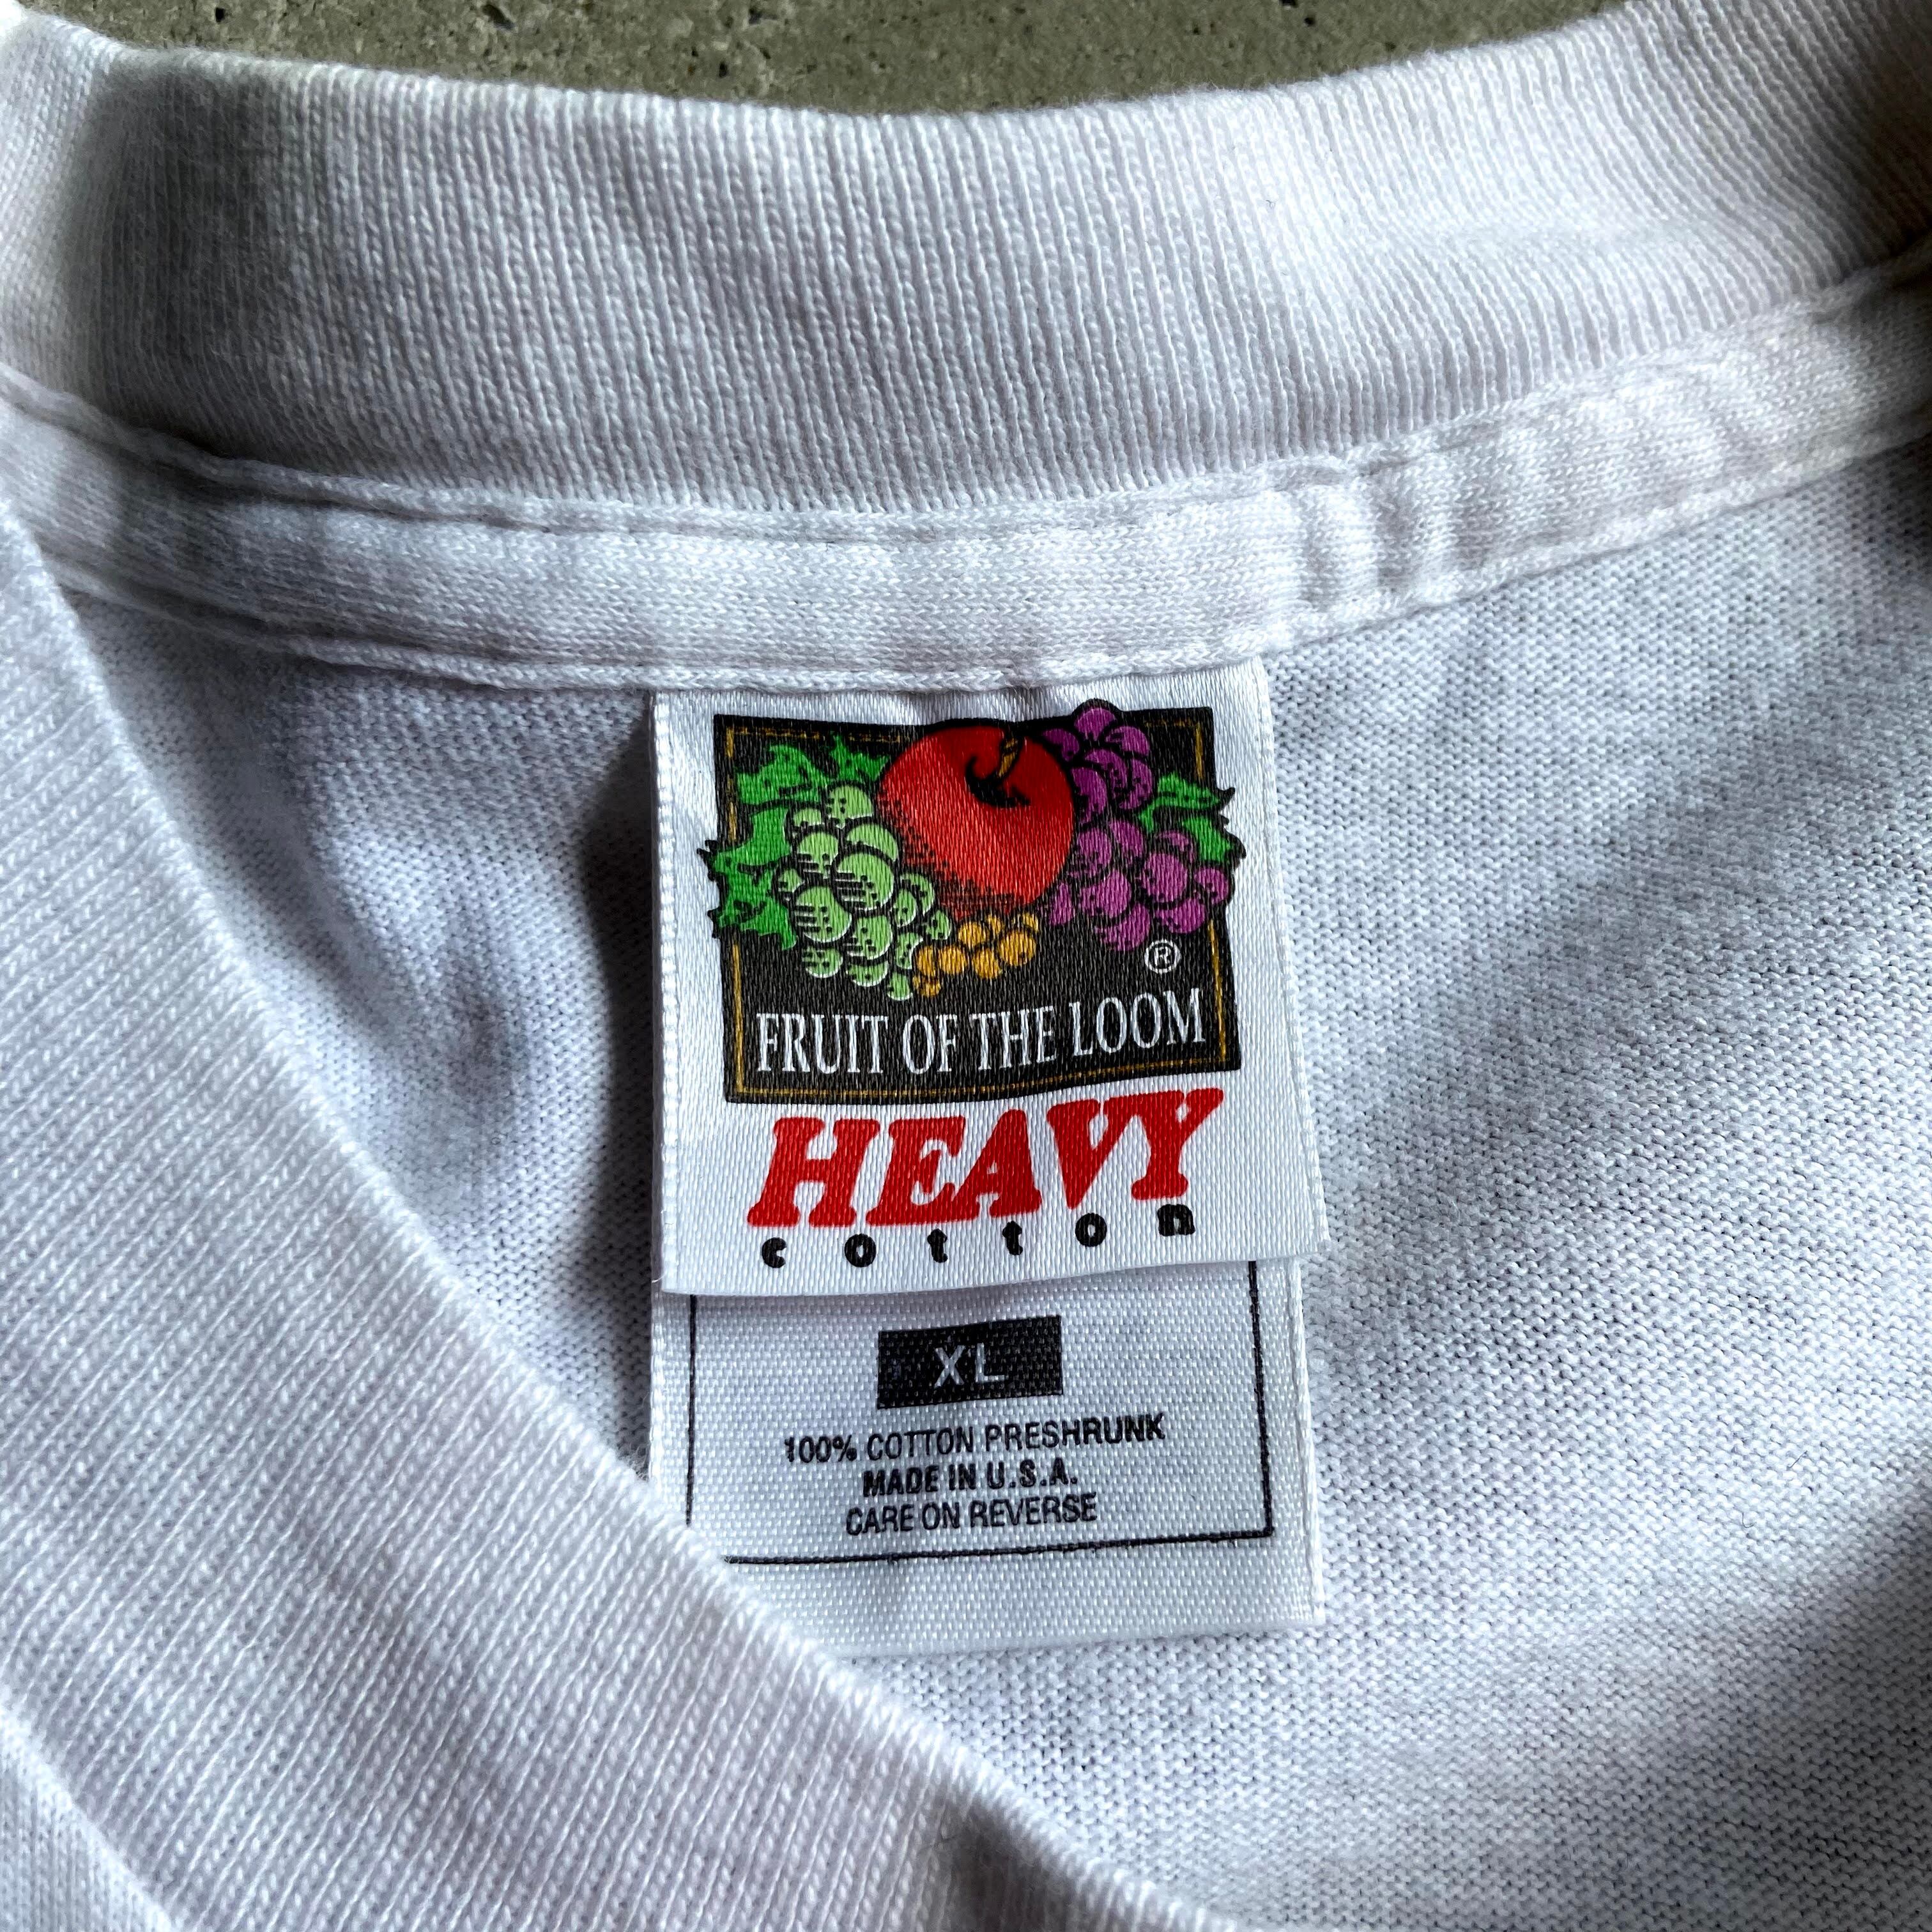 ®
FRUIT OF THE LOOM
HEAVY
cotton
XL
100% COTTON PRESHRUNK
MADE IN U.S.A.
CARE ON REVERSE